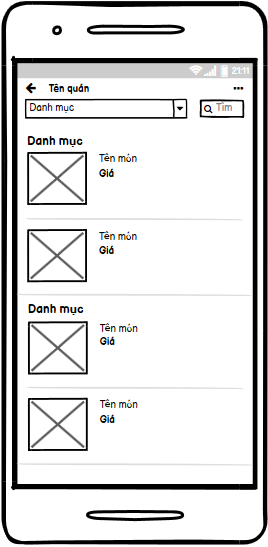 21:11
Tên quán
Danh mục
Tìm
Danh mục
Tên món
Giá
Tên món
Giá
Danh mục
Tên món
Giá
Tên món
Giá